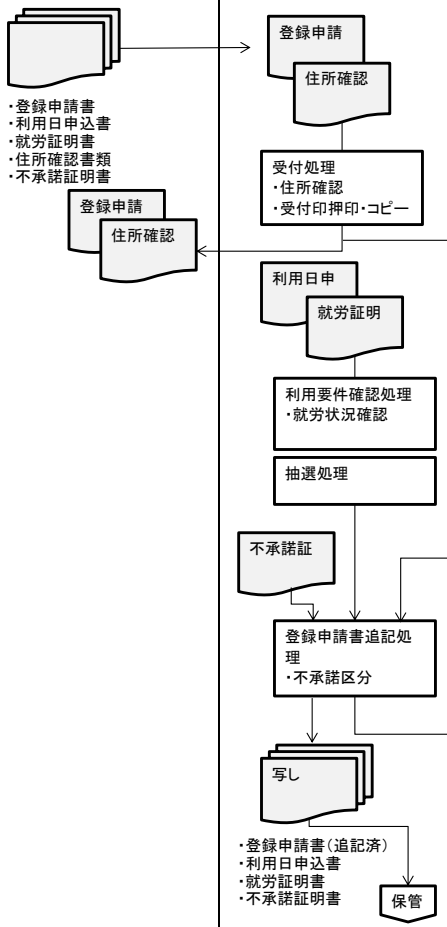 ・登録申請書
・利用日申込書
・就労証明書
・住所確認書類
・不承諾証明書
登録申請
住所確認
登録申請
住所確認
受付処理
・住所確認
・受付印押印・コピー
利用日申
就労証明
利用要件確認処理
・就労状況確認
抽選処理
不承諾証
登録申請書追記処
理
・不承諾区分
写し
・登録申請書（追記済）
・利用日申込書
・就労証明書
・不承諾証明書
保管